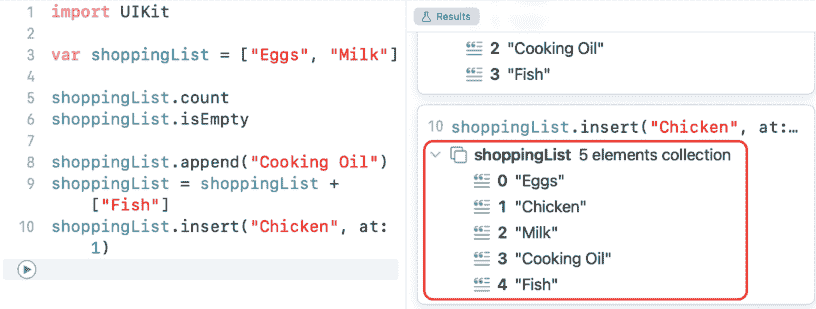 1 import UIKit
2
3 var shoppingList = ["Eggs", "Milk"]
4
5 shoppingList.count
6 shoppingList.isEmpty
7
8 shoppingList.append("Cooking Oil")
9 shoppingList = shoppingList +
["Fish"]
10 shoppingList.insert("Chicken", at:
1)
Results
2 "Cooking Oil"
3 "Fish"
10 shoppingList.insert("Chicken", at:...
shoppingList 5 elements collection
0 "Eggs"
1 "Chicken"
2 "Milk"
3 "Cooking Oil"
4 "Fish"